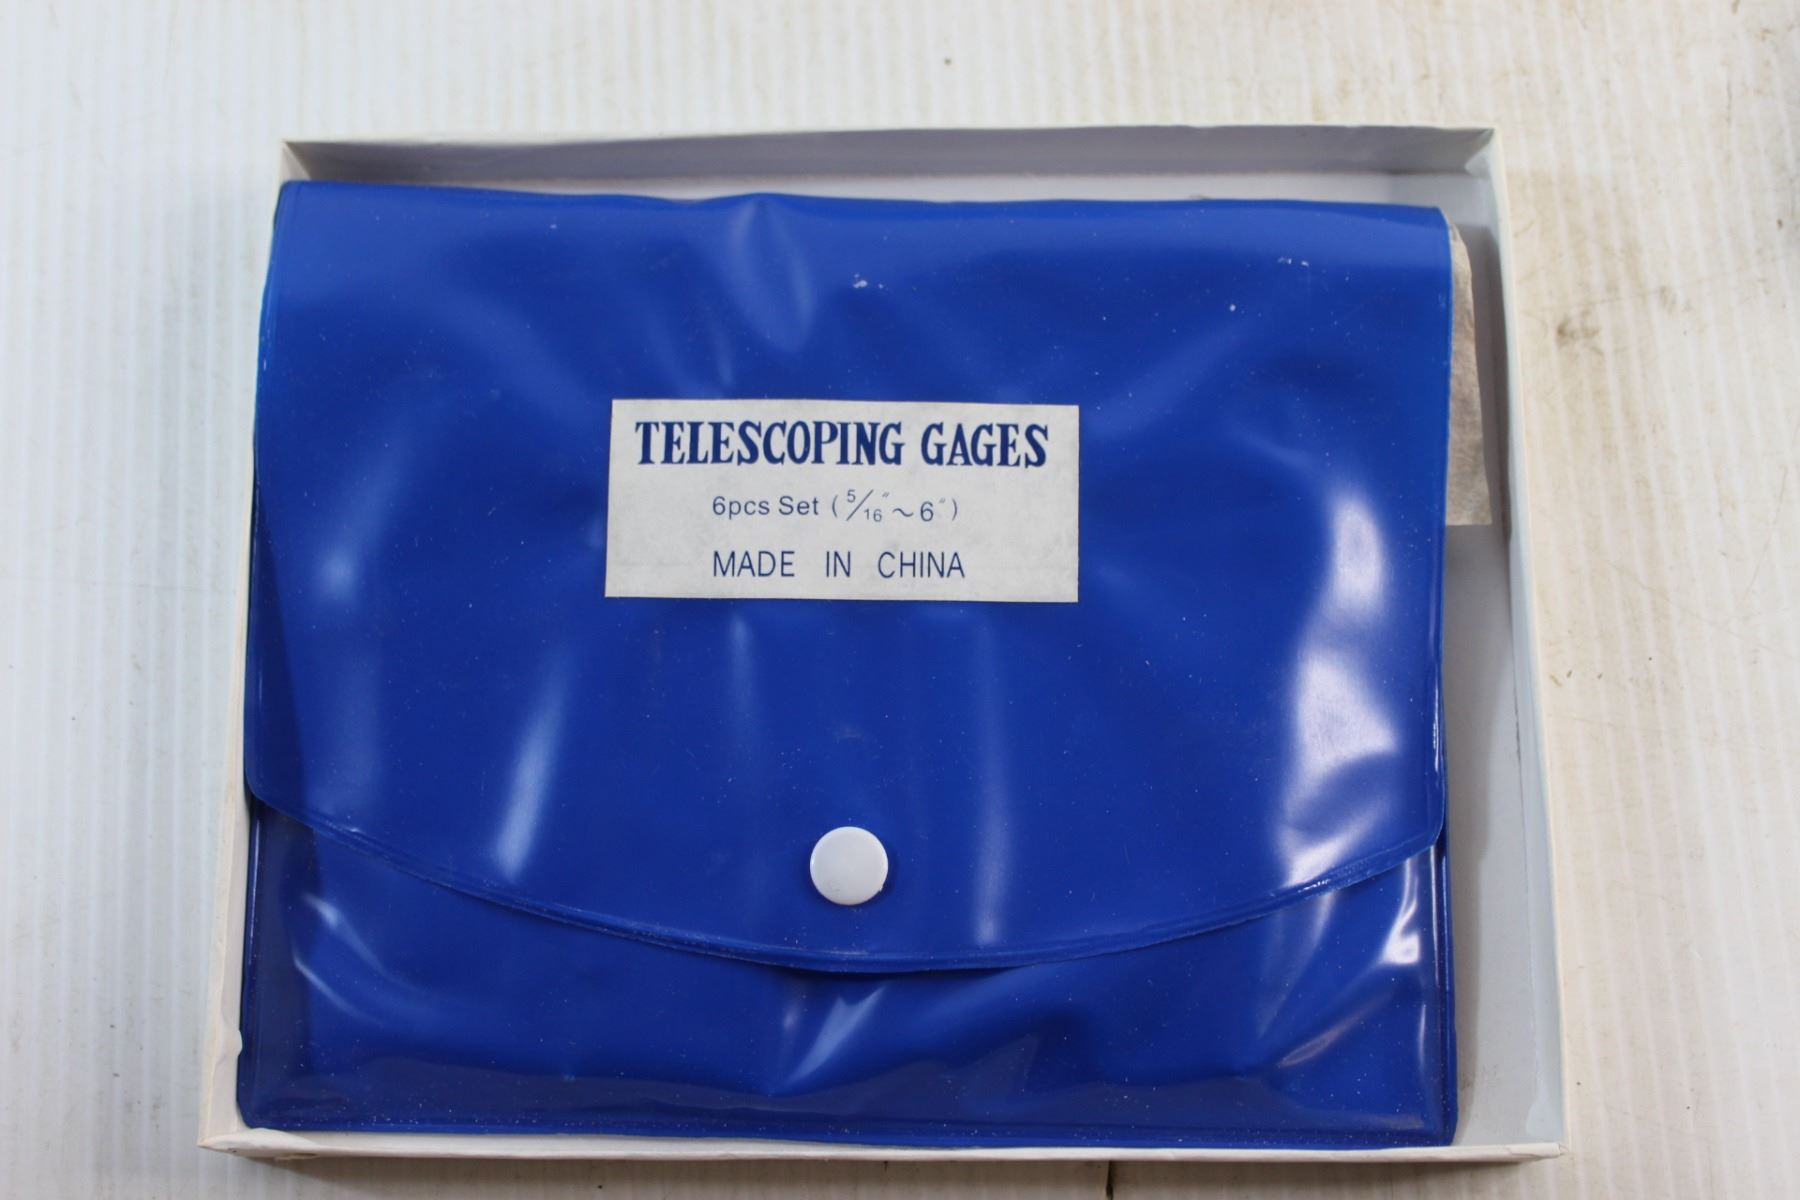 TELESCOPING GAGES
6pcs Set (5/16"~6")
MADE IN CHINA